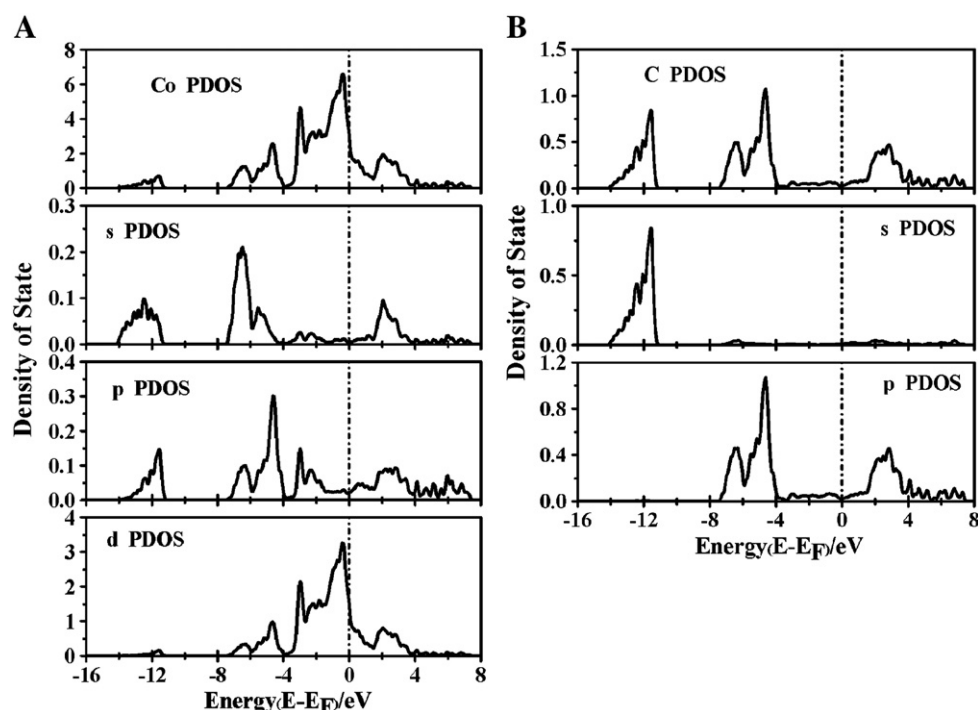 A
Density of State
8
6
4
2
0
Co PDOS
0.3
0.2
0.1
0.0
s PDOS
0.4
0.3
0.2
0.1
0.0
p PDOS
4
3
2
1
0
d PDOS
-16 -12 -8 -4 0 4 8
Energy(E-EF)/eV
B
Density of State
1.5
1.0
0.5
0.0
C PDOS
1.0
0.5
0.0
s PDOS
1.2
0.8
0.4
0.0
p PDOS
-16 -12 -8 -4 0 4 8
Energy(E-EF)/eV